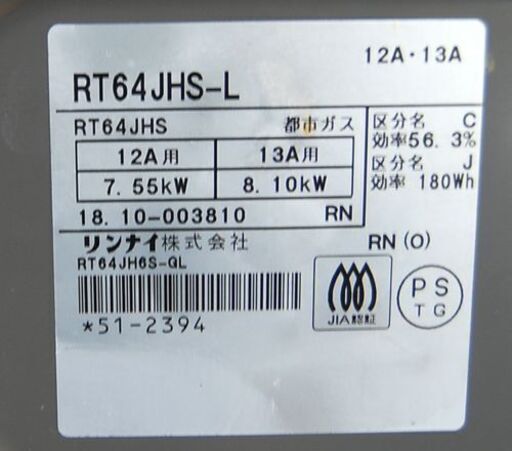 12A・13A
RT64JHS-L
RT64JHS 都市ガス
12A用 13A用
7.55kW 8.10kW
18.10-003810 RN
区分名 C
効率56.3%
区分名 J
効率 180Wh
リンナイ株式会社
RN(O)
RT64JH6S-GL
*51-2394
JIA認証
PS
TG